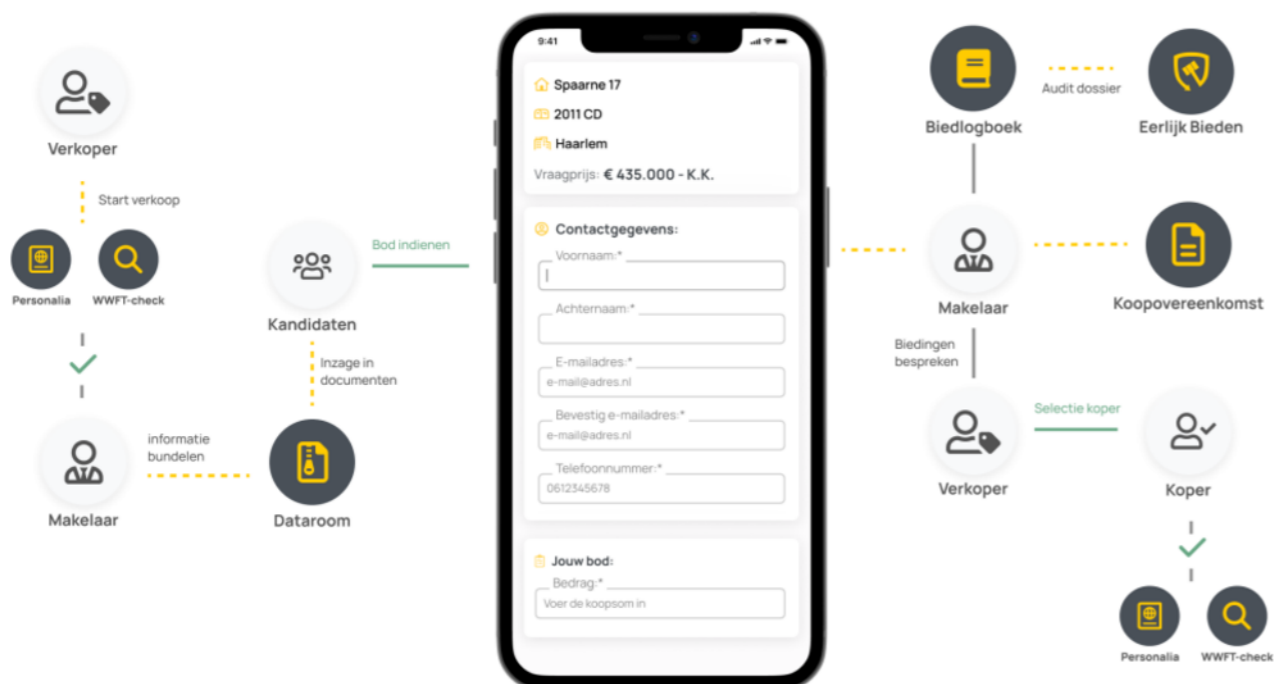 Verkoper
Start verkoop
Personalia
WWFT-check
Makelaar
informatie
bundelen
Dataroom
Inzage in
documenten
Kandidaten
Bod indienen
9:41
Spaarne 17
2011 CD
Haarlem
Vraagprijs: € 435.000 - K.K.
Contactgegevens:
Voornaam:*
Achternaam:*
E-mailadres:*
e-mail@adres.nl
Bevestig e-mailadres:*
e-mail@adres.nl
Telefoonnummer:*
0612345678
Jouw bod:
Bedrag:*
Voer de koopsom in
Biedlogboek
Audit dossier
Eerlijk Bieden
Makelaar
Koopovereenkomst
Biedingen
bespreken
Verkoper
Selectie koper
Koper
Personalia
WWFT-check